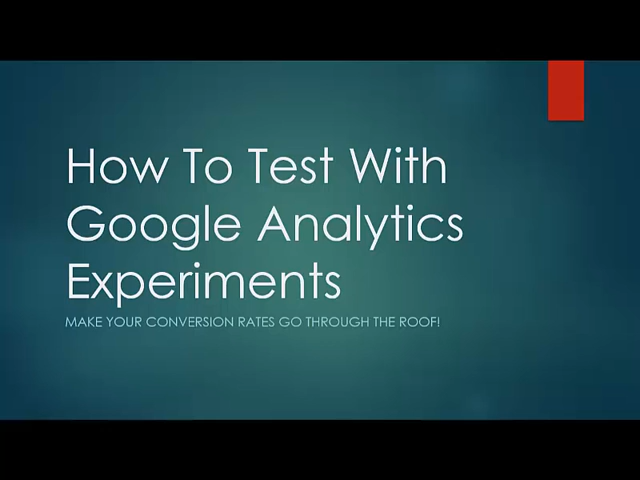 How To Test With
Google Analytics
Experiments
MAKE YOUR CONVERSION RATES GO THROUGH THE ROOF!